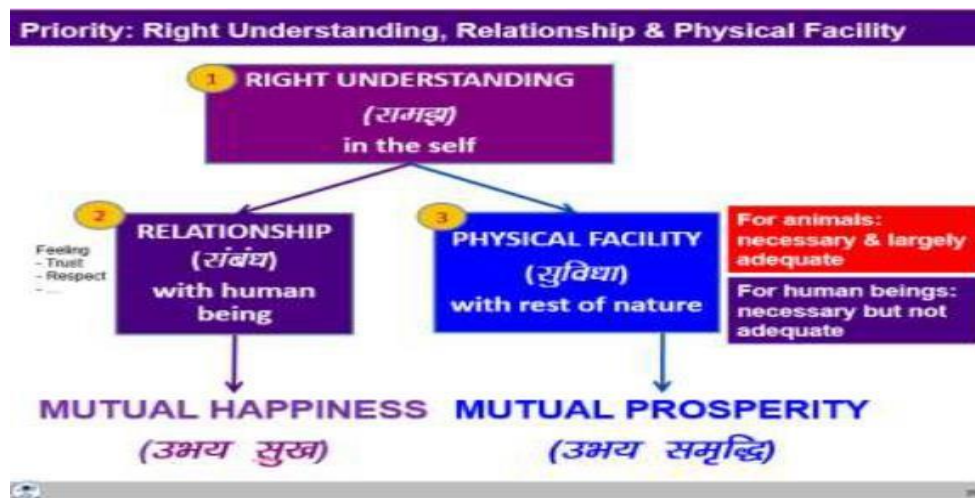 Priority: Right Understanding, Relationship & Physical Facility
1
RIGHT UNDERSTANDING
(रामझ)
in the self
2
RELATIONSHIP
(संबंध)
with human
being
Feeling
- Trust
- Respect
- ...
3
PHYSICAL FACILITY
(सुविधा)
with rest of nature
For animals:
necessary & largely
adequate
For human beings:
necessary but not
adequate
MUTUAL HAPPINESS
(उभय सुख)
MUTUAL PROSPERITY
(उभय समृद्धि)